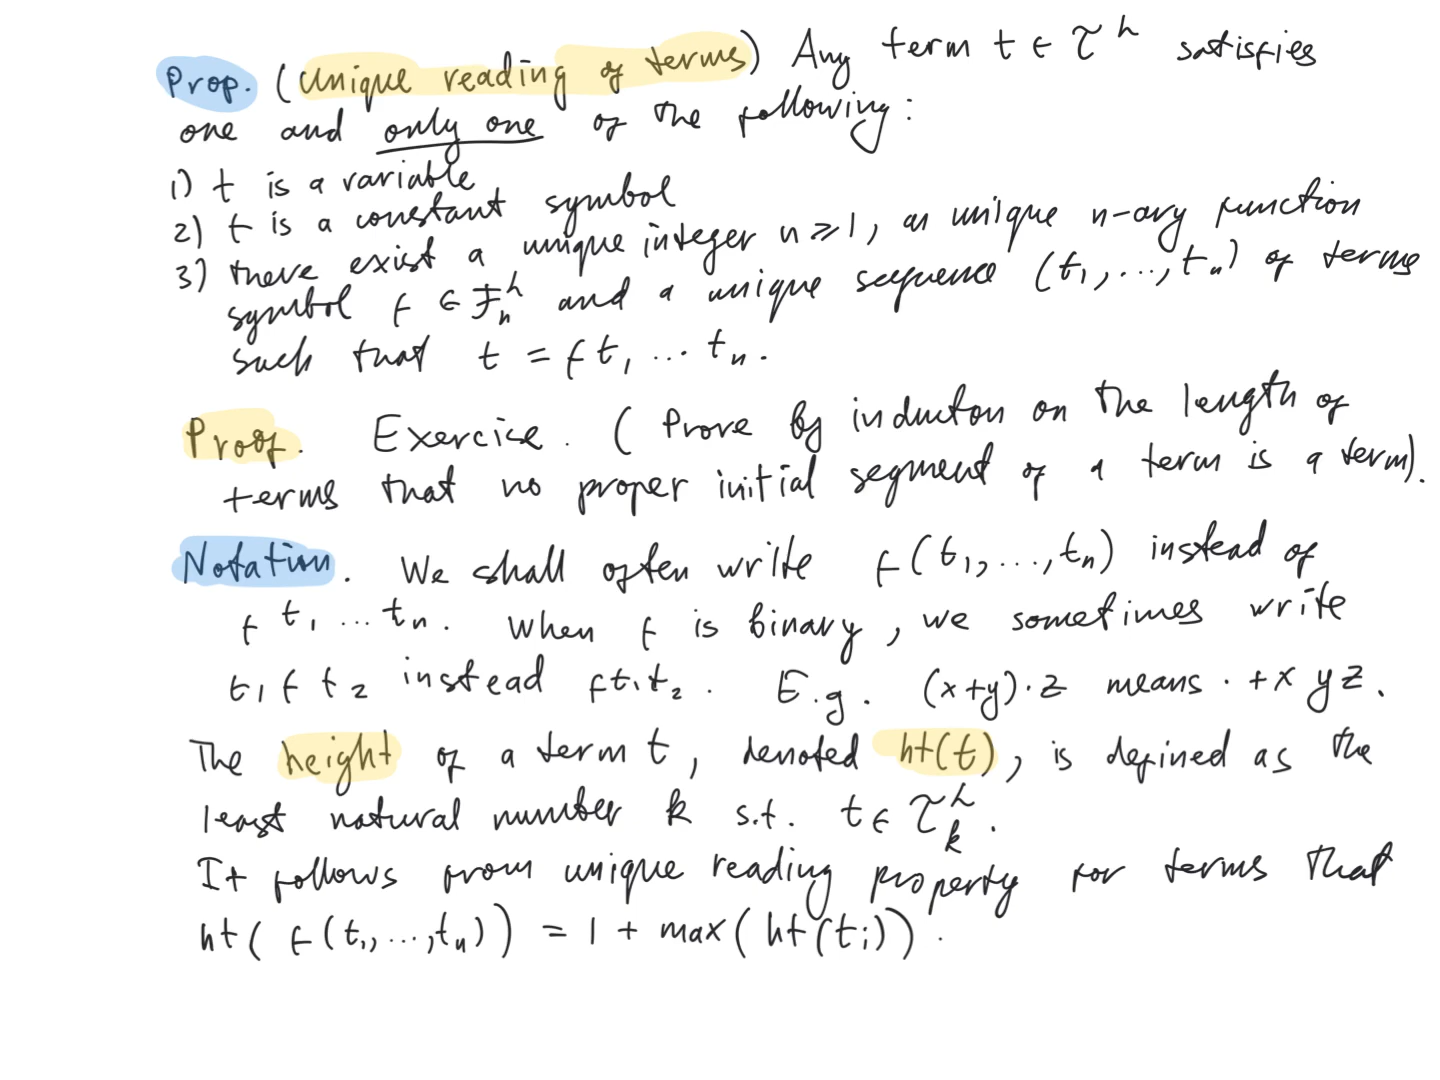 Prop. (Unique reading of terms) Any term t ∈ 𝒯^h satisfies
one and only one of the following:
1) t is a variable
2) t is a constant symbol
3) there exist a unique integer n ⩾ 1, an unique n-ary function
symbol f ∈ ℱ_n^h and a unique sequence (t₁, ..., tₙ) of terms
such that t = f t₁ ... tₙ.
Proof. Exercise. (Prove by inducton on the length of
terms that no proper initial segment of a term is a term).
Notation. We shall often write f(t₁, ..., tₙ) instead of
f t₁ ... tₙ. When f is binary, we sometimes write
t₁ f t₂ instead f t₁ t₂. E.g. (x+y)·z means · + x y z.
The height of a term t, denoted ht(t), is defined as the
least natural number k s.t. t ∈ 𝒯_k^h.
It follows from unique reading property for terms that
ht( f(t₁, ..., tₙ)) = 1 + max( ht(tᵢ)).